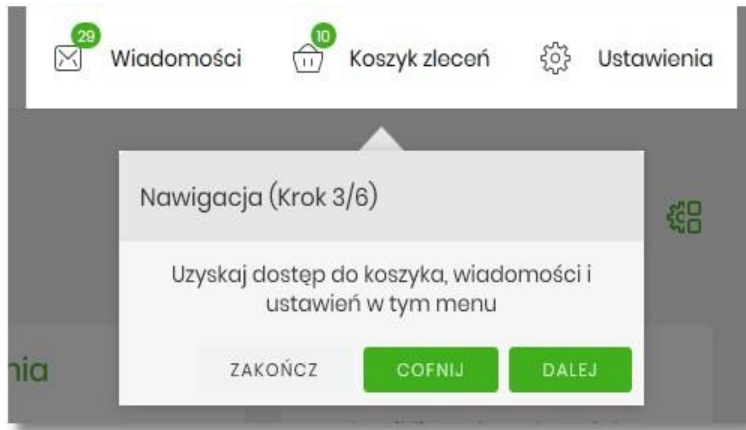 29 Wiadomości 10 Koszyk zleceń Ustawienia
Nawigacja (Krok 3/6)
Uzyskaj dostęp do koszyka, wiadomości i
ustawień w tym menu
nia
ZAKOŃCZ COFNIJ DALEJ